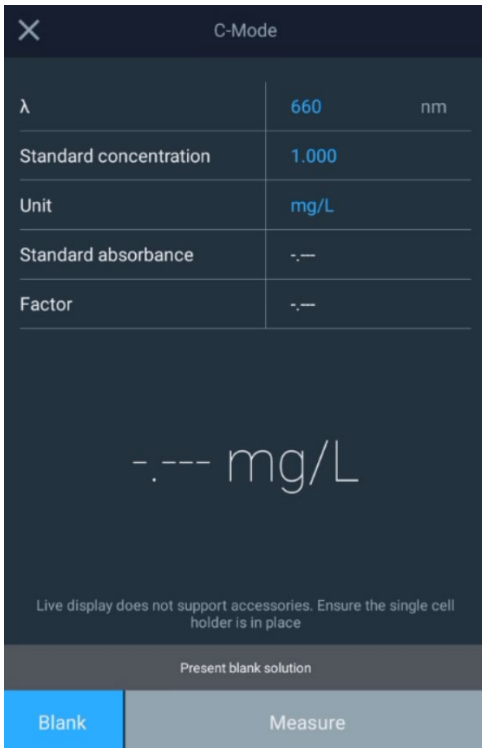 C-Mode
λ 660 nm
Standard concentration 1.000
Unit mg/L
Standard absorbance -.---
Factor -.---
-.--- mg/L
Live display does not support accessories. Ensure the single cell
holder is in place
Present blank solution
Blank Measure